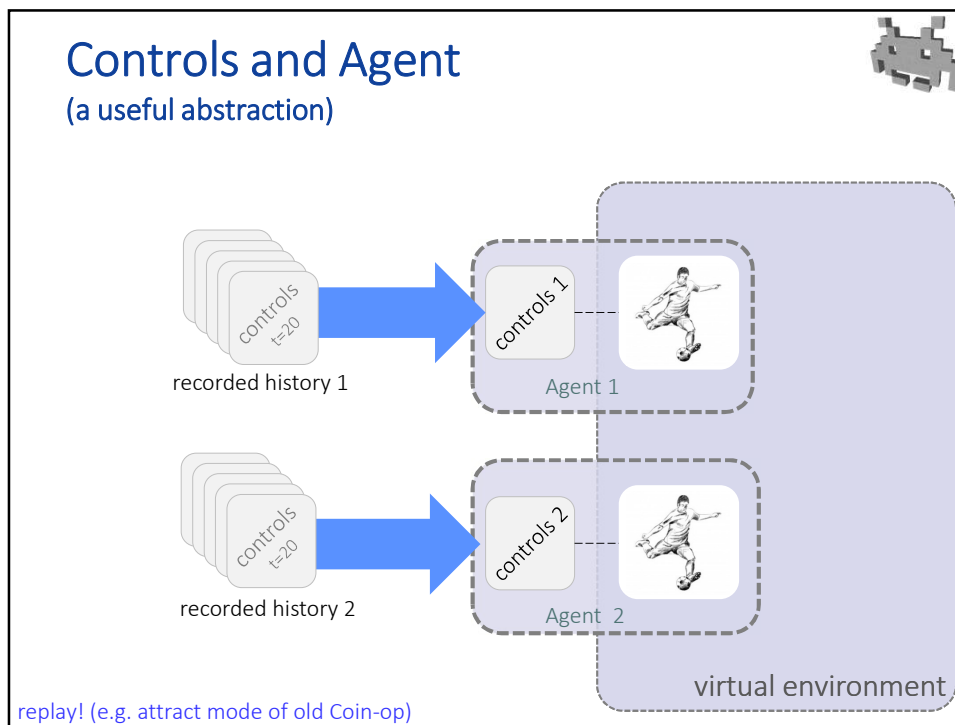 Controls and Agent
(a useful abstraction)
controls
t=20
recorded history 1
controls 1
Agent 1
controls
t=20
recorded history 2
controls 2
Agent  2
virtual environment
replay! (e.g. attract mode of old Coin-op)